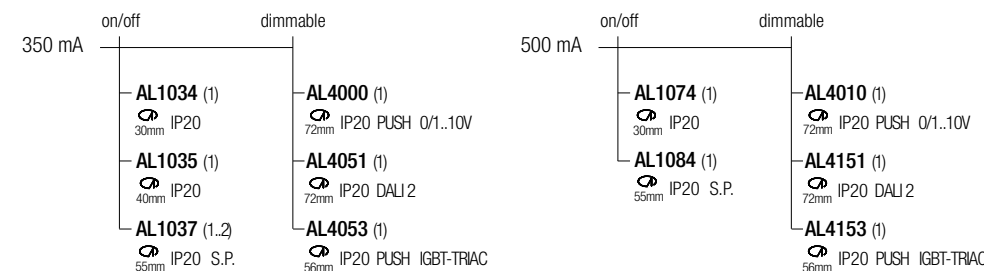 on/off dimmable
350 mA
AL1034 (1) AL4000 (1)
30mm IP20 72mm IP20 PUSH 0/1..10V
AL1035 (1) AL4051 (1)
40mm IP20 72mm IP20 DALI 2
AL1037 (1..2) AL4053 (1)
55mm IP20 S.P. 56mm IP20 PUSH IGBT-TRIAC
on/off dimmable
500 mA
AL1074 (1) AL4010 (1)
30mm IP20 72mm IP20 PUSH 0/1..10V
AL1084 (1) AL4151 (1)
55mm IP20 S.P. 72mm IP20 DALI 2
AL4153 (1)
56mm IP20 PUSH IGBT-TRIAC